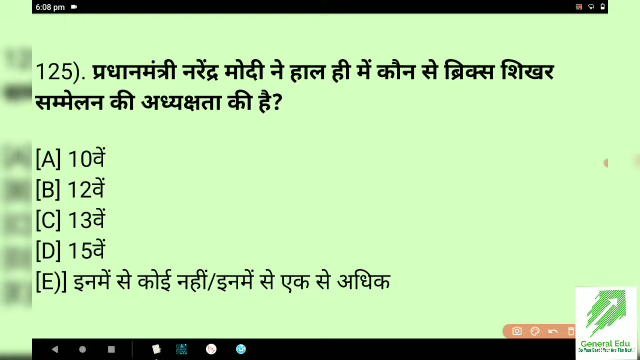 6:08 pm
125). प्रधानमंत्री नरेंद्र मोदी ने हाल ही में कौन से ब्रिक्स शिखर
सम्मेलन की अध्यक्षता की है?
[A] 10वें
[B] 12वें
[C] 13वें
[D] 15वें
[E)] इनमें से कोई नहीं/इनमें से एक से अधिक
General Edu